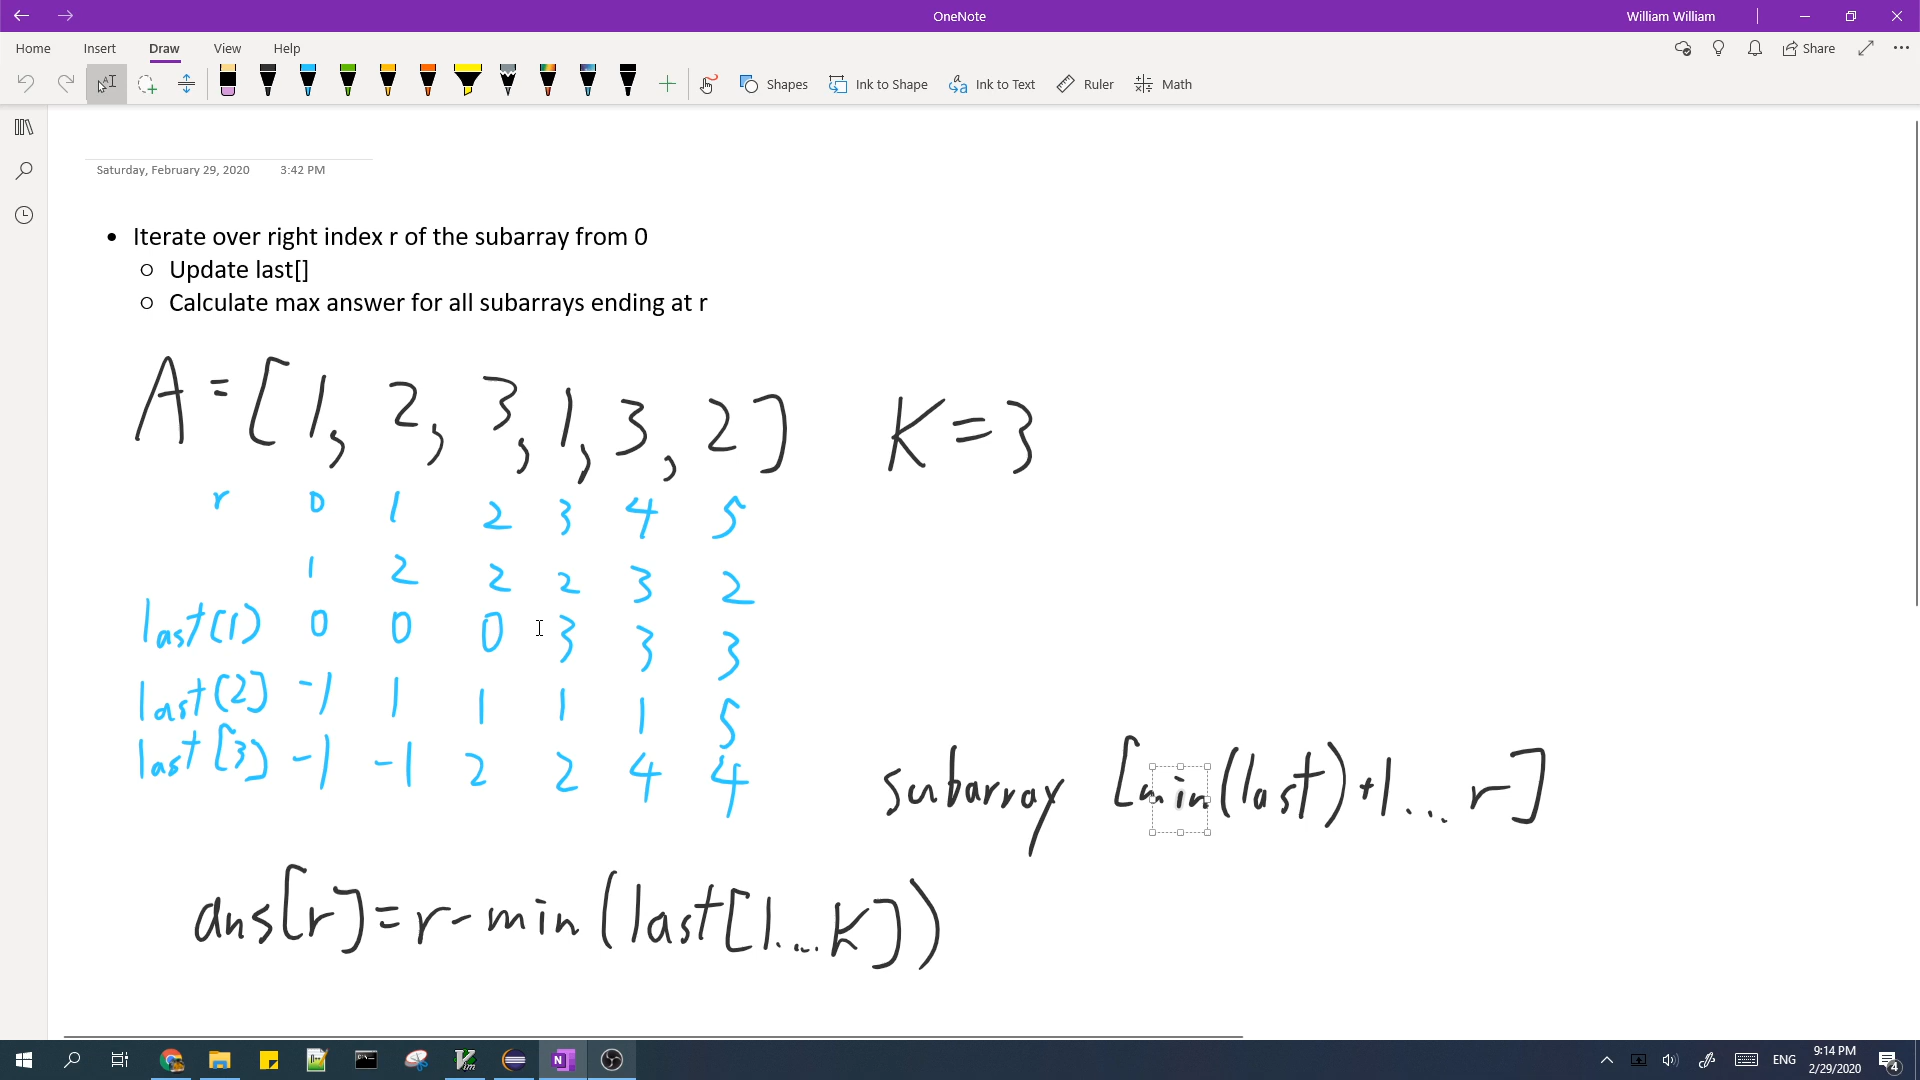 OneNote
William William
Home Insert Draw View Help
Share
Shapes Ink to Shape Ink to Text Ruler Math
Saturday, February 29, 2020 3:42 PM
• Iterate over right index r of the subarray from 0
○ Update last[]
○ Calculate max answer for all subarrays ending at r
A=[1, 2, 3, 1, 3, 2] K=3
r 0 1 2 3 4 5
1 2 2 2 3 2
last(1) 0 0 0 3 3 3
last(2) -1 1 1 1 1 5
last[3) -1 -1 2 2 4 4
subarray [min(last)+1...r]
ans[r]=r-min(last[1...K])
ENG
9:14 PM
2/29/2020
4